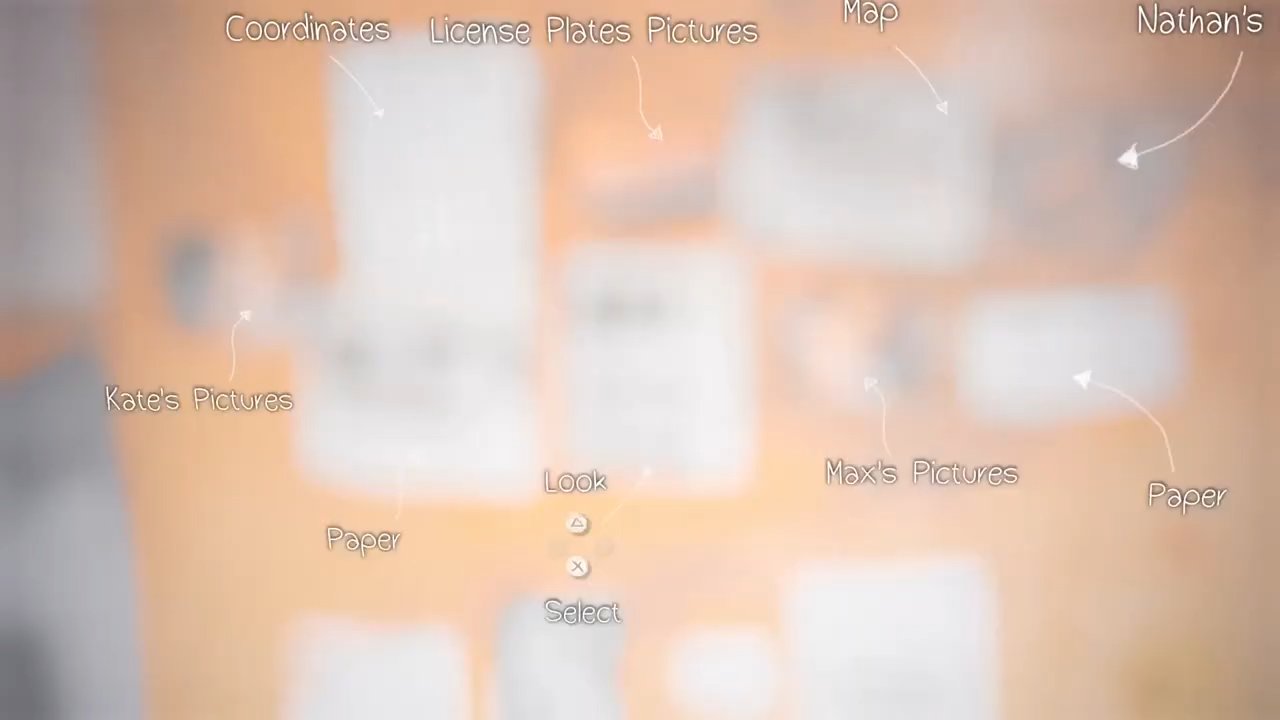 Coordinates
License Plates Pictures
Map
Nathan's
Kate's Pictures
Max's Pictures
Look
Paper
Paper
X
Select